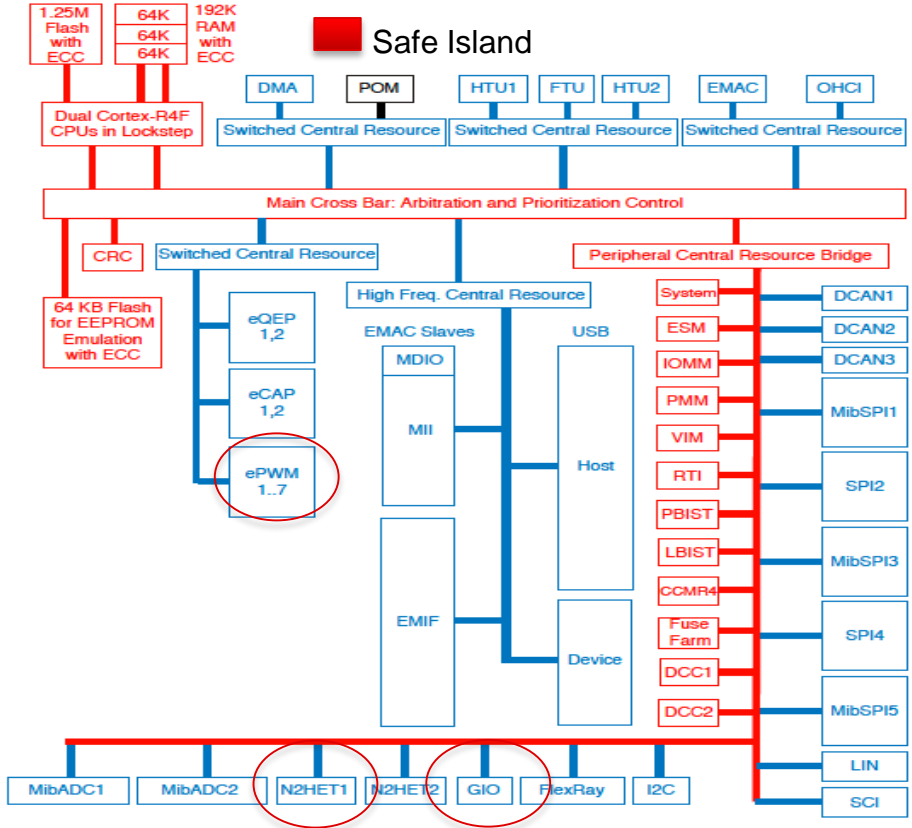 1.25M
Flash
with
ECC
64K
64K
64K
192K
RAM
with
ECC
Safe Island
DMA
POM
HTU1
FTU
HTU2
EMAC
OHCI
Dual Cortex-R4F
CPUs in Lockstep
Switched Central Resource
Switched Central Resource
Switched Central Resource
Main Cross Bar: Arbitration and Prioritization Control
CRC
Switched Central Resource
Peripheral Central Resource Bridge
64 KB Flash
for EEPROM
Emulation
with ECC
High Freq. Central Resource
eQEP
1,2
eCAP
1,2
ePWM
1..7
EMAC Slaves
MDIO
MII
EMIF
USB
Host
Device
System
ESM
IOMM
PMM
VIM
RTI
PBIST
LBIST
CCMR4
Fuse
Farm
DCC1
DCC2
DCAN1
DCAN2
DCAN3
MibSPI1
SPI2
MibSPI3
SPI4
MibSPI5
LIN
SCI
MibADC1
MibADC2
N2HET1
N2HET2
GIO
FlexRay
I2C